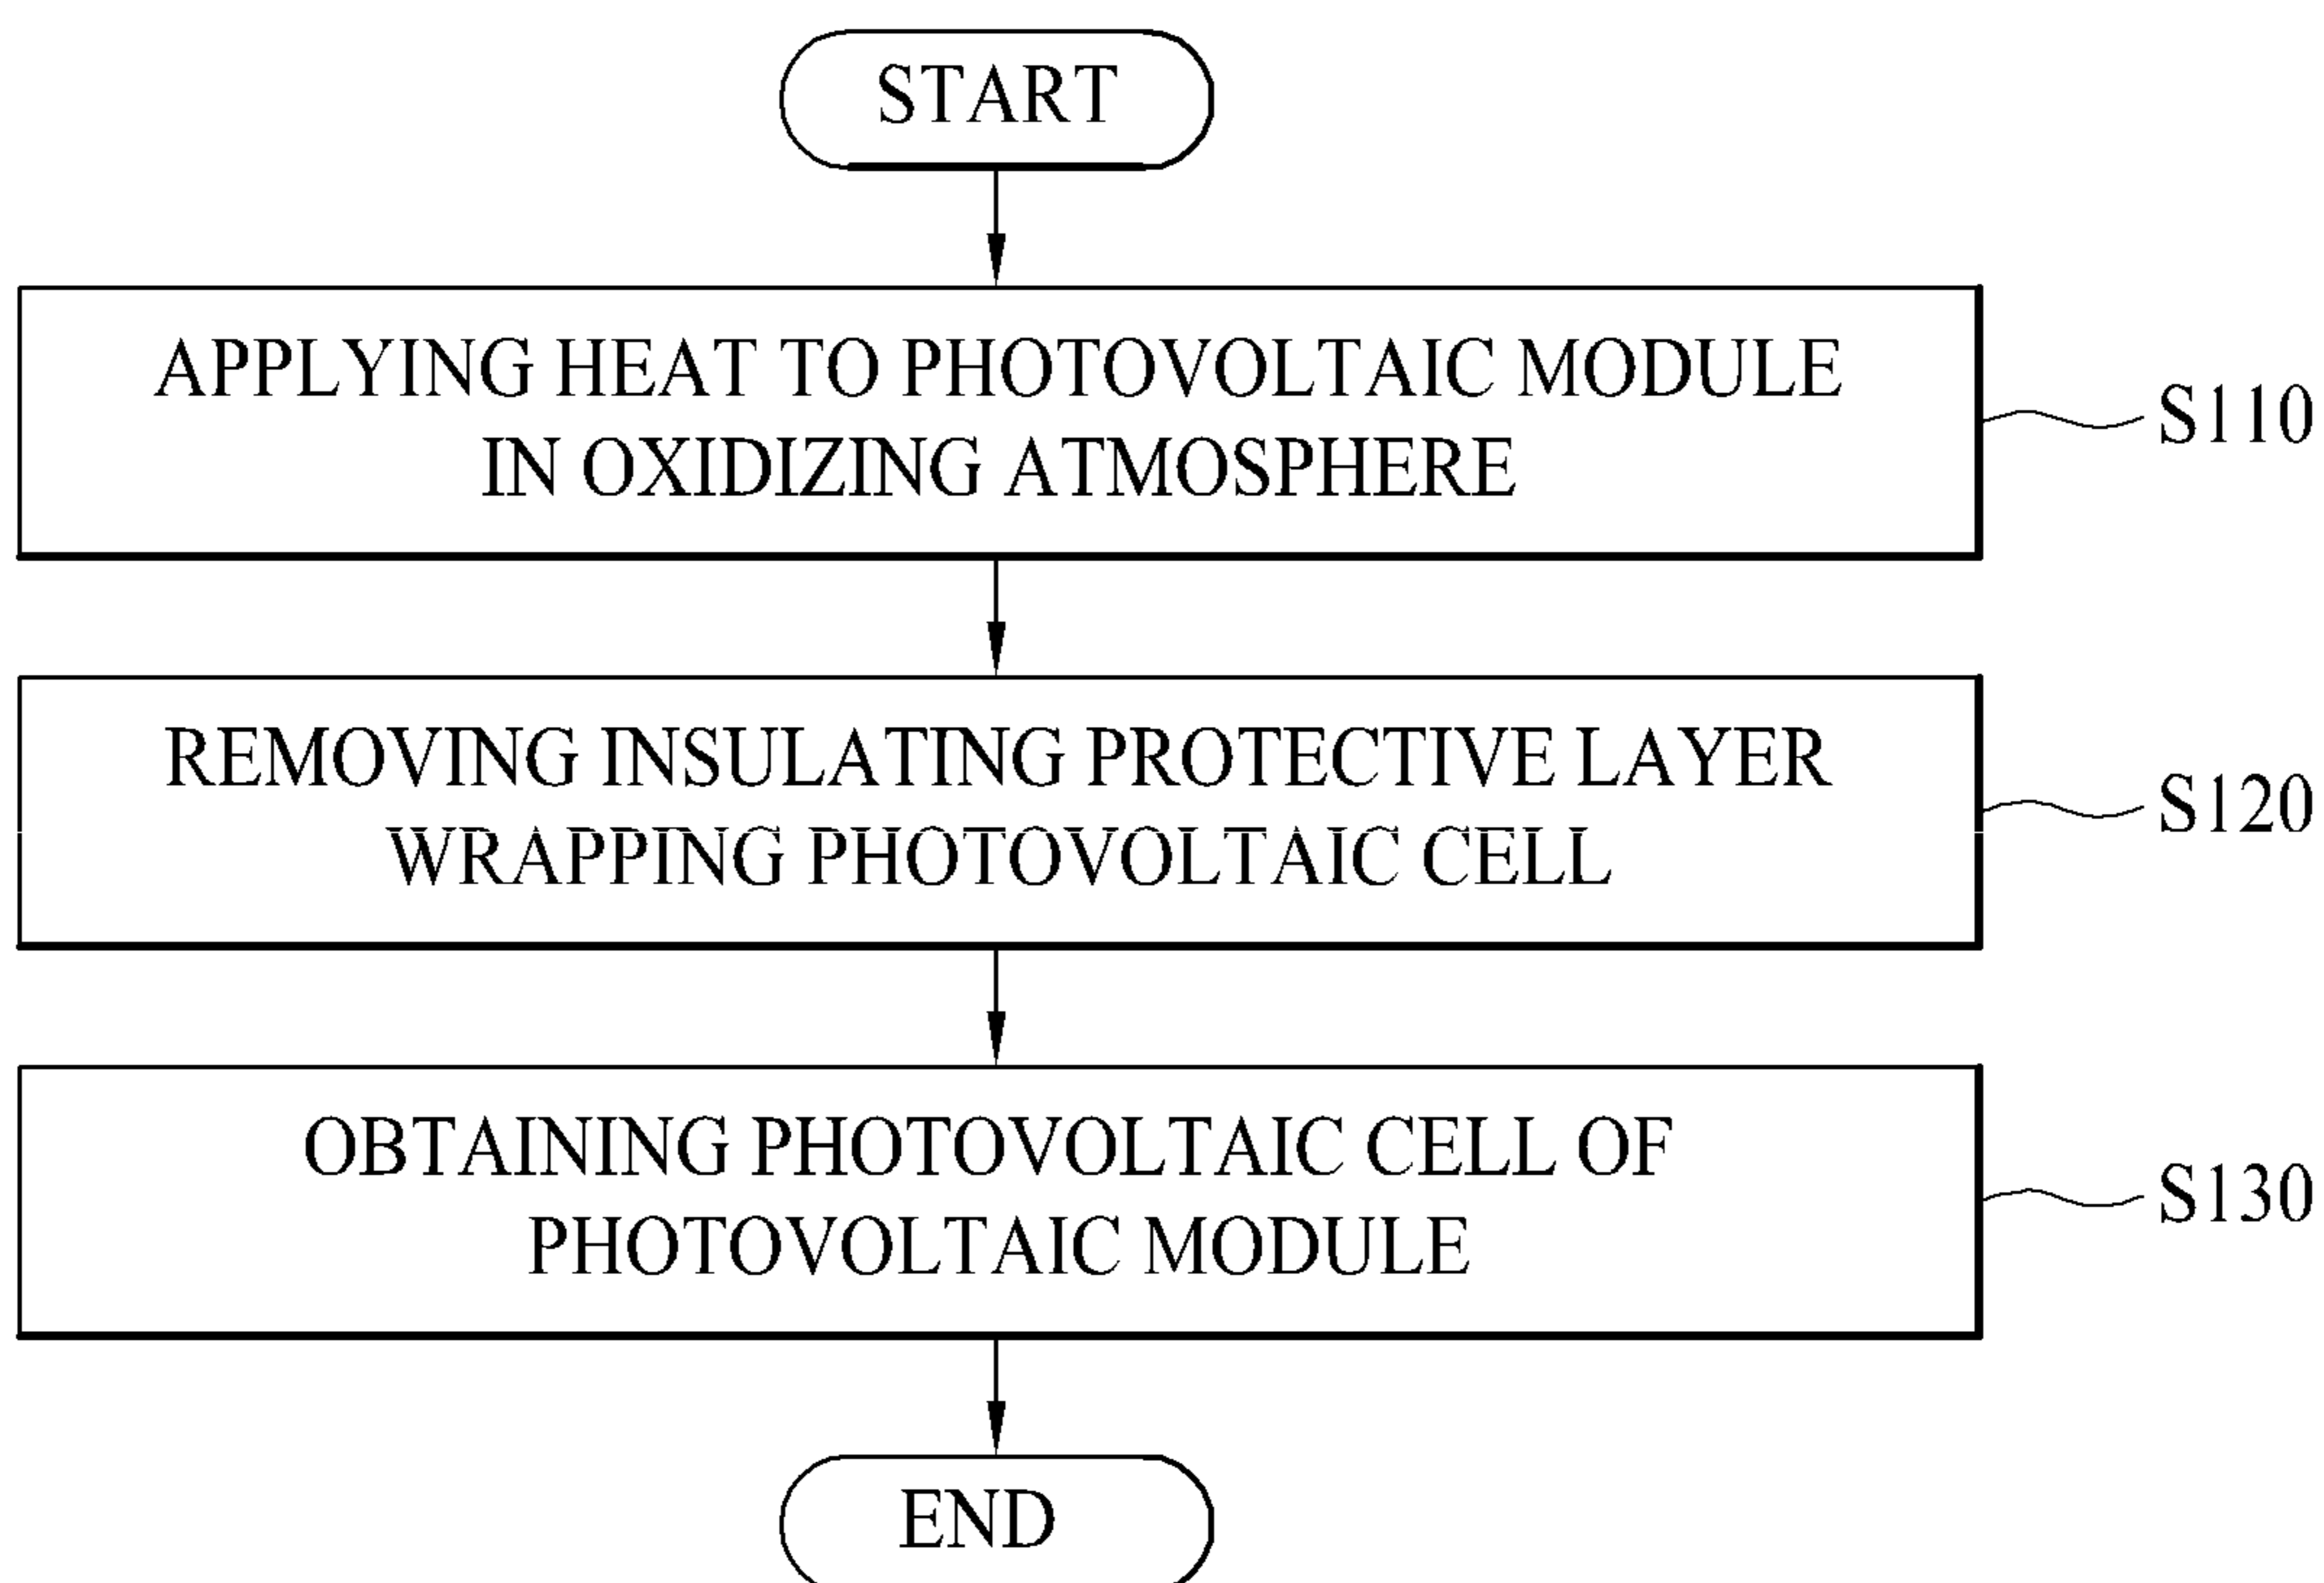 START
APPLYING HEAT TO PHOTOVOLTAIC MODULE
IN OXIDIZING ATMOSPHERE
S110
REMOVING INSULATING PROTECTIVE LAYER
WRAPPING PHOTOVOLTAIC CELL
S120
OBTAINING PHOTOVOLTAIC CELL OF
PHOTOVOLTAIC MODULE
S130
END